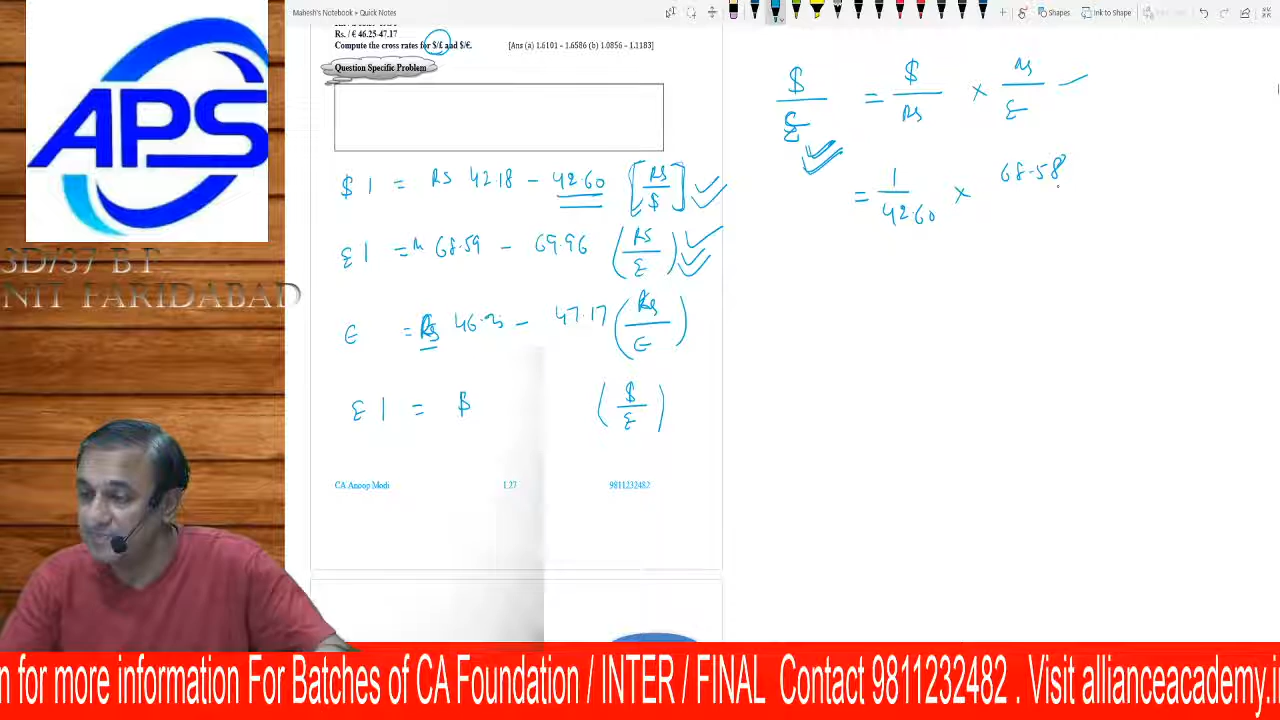 Mahesh's Notebook » Quick Notes
Shapes
Ink to Shape
Rs. / € 46.25-47.17
Compute the cross rates for $/£ and $/€. [Ans (a) 1.6101 – 1.6586 (b) 1.0856 – 1.1183]
Question Specific Problem
APS
3D/37 B.P.
NIT FARIDABAD
$ 1 = Rs 42.18 – 42.60 [Rs/$]
£ 1 = Rs 68.59 – 69.96 (Rs/£)
€ = Rs 46.25 – 47.17 (Rs/€)
£ 1 = $ ($/£)
$/£ = $/Rs × Rs/£
= 1/42.60 × 68.58
CA Anoop Modi 1.27 9811232482
n for more information For Batches of CA Foundation / INTER / FINAL Contact 9811232482 . Visit allianceacademy.i